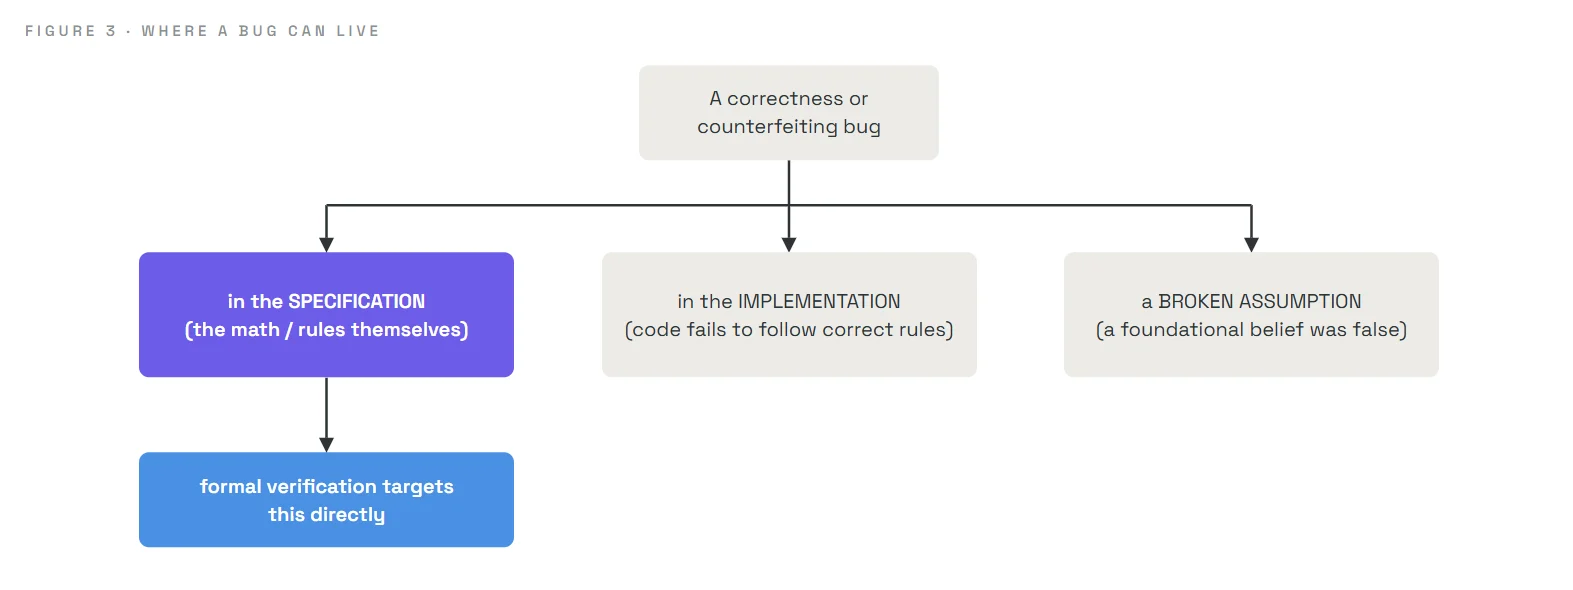 FIGURE 3 · WHERE A BUG CAN LIVE
A correctness or
counterfeiting bug
in the SPECIFICATION
(the math / rules themselves)
in the IMPLEMENTATION
(code fails to follow correct rules)
a BROKEN ASSUMPTION
(a foundational belief was false)
formal verification targets
this directly